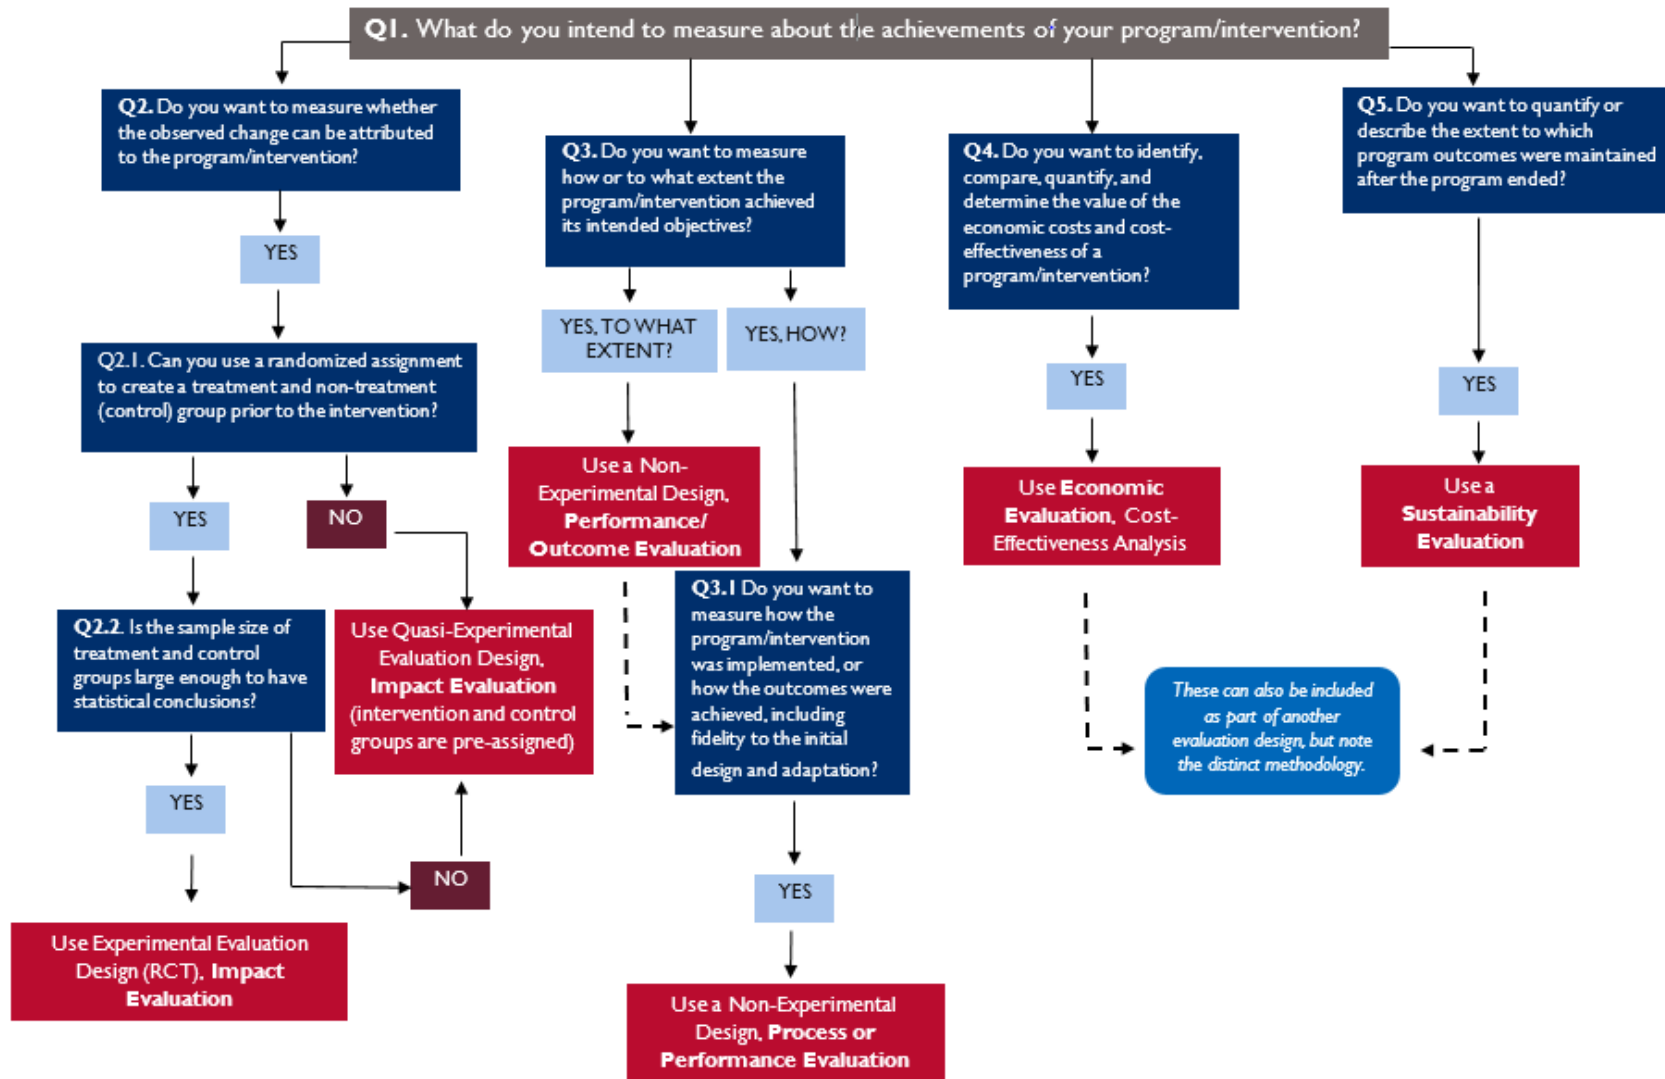 Q1. What do you intend to measure about the achievements of your program/intervention?
Q2. Do you want to measure whether
the observed change can be attributed
to the program/intervention?
YES
Q2.1. Can you use a randomized assignment
to create a treatment and non-treatment
(control) group prior to the intervention?
YES
NO
Q2.2. Is the sample size of
treatment and control
groups large enough to have
statistical conclusions?
YES
NO
Use Experimental Evaluation
Design (RCT), Impact
Evaluation
Use Quasi-Experimental
Evaluation Design,
Impact Evaluation
(intervention and control
groups are pre-assigned)
Q3. Do you want to measure
how or to what extent the
program/intervention achieved
its intended objectives?
YES, TO WHAT
EXTENT?
YES, HOW?
Use a Non-
Experimental Design,
Performance/
Outcome Evaluation
Q3.1 Do you want to
measure how the
program/intervention
was implemented, or
how the outcomes were
achieved, including
fidelity to the initial
design and adaptation?
YES
Use a Non-Experimental
Design, Process or
Performance Evaluation
Q4. Do you want to identify,
compare, quantify, and
determine the value of the
economic costs and cost-
effectiveness of a
program/intervention?
YES
Use Economic
Evaluation, Cost-
Effectiveness Analysis
Q5. Do you want to quantify or
describe the extent to which
program outcomes were maintained
after the program ended?
YES
Use a
Sustainability
Evaluation
These can also be included
as part of another
evaluation design, but note
the distinct methodology.